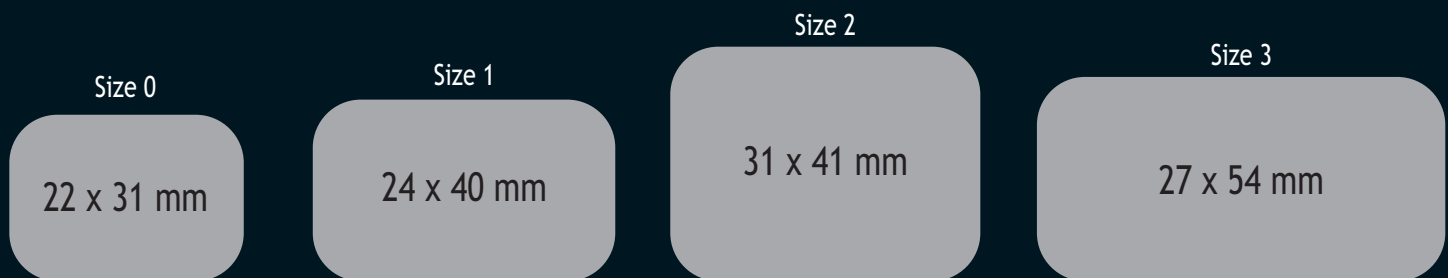 Size 0
22 x 31 mm
Size 1
24 x 40 mm
Size 2
31 x 41 mm
Size 3
27 x 54 mm